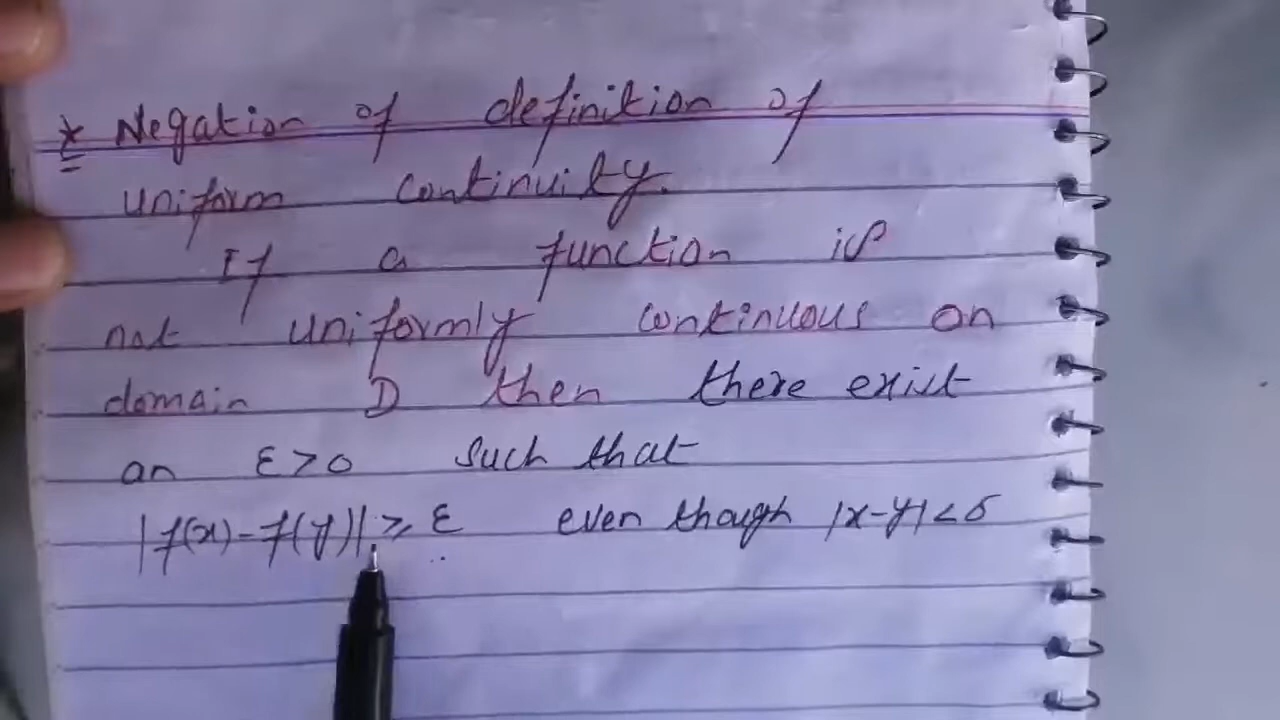 * Negation of definition of
uniform continuity.
If a function is
not uniformly continuous on
domain D then there exist
an ε>0 such that
|f(x)-f(y)| ≥ ε even though |x-y|<δ